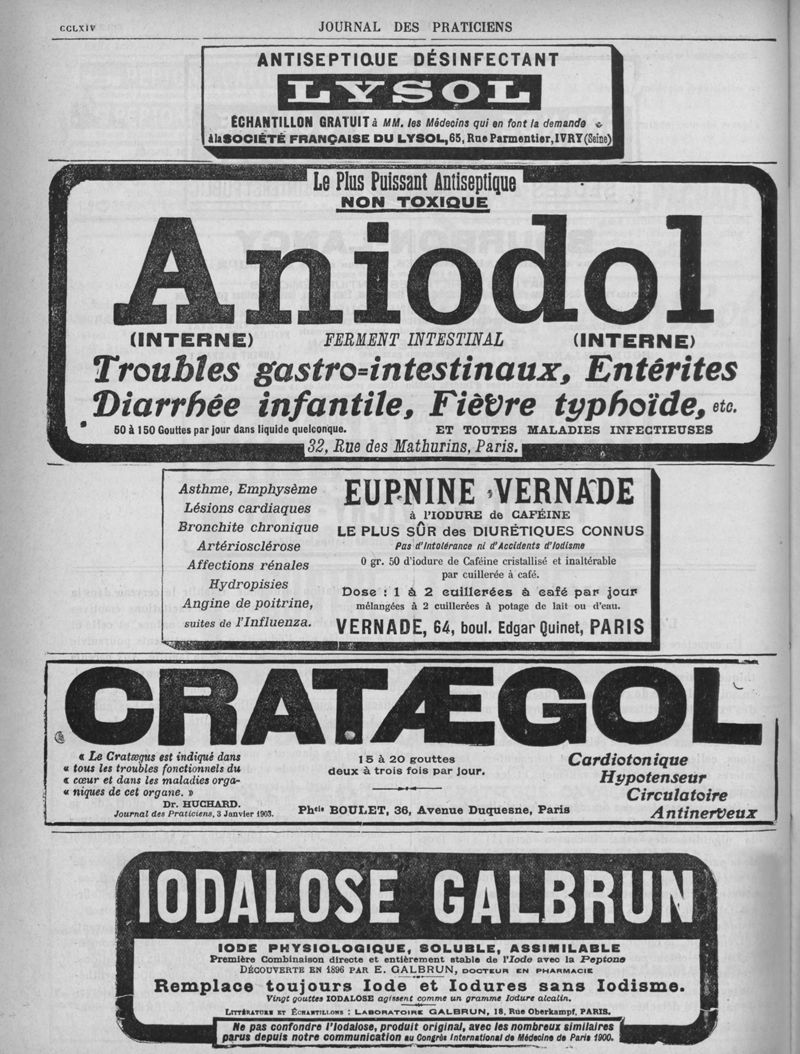 CCLXIV
JOURNAL DES PRATICIENS
ANTISEPTIQUE DÉSINFECTANT
LYSOL
ÉCHANTILLON GRATUIT à MM. les Médecins qui en font la demande
à la SOCIÉTÉ FRANÇAISE DU LYSOL, 65, Rue Parmentier, IVRY (Seine)
Le Plus Puissant Antiseptique
NON TOXIQUE
Aniodol
(INTERNE) FERMENT INTESTINAL (INTERNE)
Troubles gastro-intestinaux, Entérites
Diarrhée infantile, Fièvre typhoïde, etc.
50 à 150 Gouttes par jour dans liquide quelconque. ET TOUTES MALADIES INFECTIEUSES
32, Rue des Mathurins, Paris.
Asthme, Emphysème
Lésions cardiaques
Bronchite chronique
Artériosclérose
Affections rénales
Hydropisies
Angine de poitrine,
suites de l'Influenza.
EUPNINE VERNADE
à l'IODURE de CAFÉINE
LE PLUS SÛR des DIURÉTIQUES CONNUS
Pas d'Intolérance ni d'Accidents d'Iodisme
0 gr. 50 d'iodure de Caféine cristallisé et inaltérable
par cuillerée à café.
Dose : 1 à 2 cuillerées à café par jour
mélangées à 2 cuillerées à potage de lait ou d'eau.
VERNADE, 64, boul. Edgar Quinet, PARIS
CRATÆGOL
« Le Cratægus est indiqué dans
« tous les troubles fonctionnels du
« cœur et dans les maladies orga-
« niques de cet organe. »
Dr. HUCHARD.
Journal des Praticiens, 3 Janvier 1903.
15 à 20 gouttes
deux à trois fois par jour.
Phcie BOULET, 36, Avenue Duquesne, Paris
Cardiotonique
Hypotenseur
Circulatoire
Antinerveux
IODALOSE GALBRUN
IODE PHYSIOLOGIQUE, SOLUBLE, ASSIMILABLE
Première Combinaison directe et entièrement stable de l'Iode avec la Peptone
DÉCOUVERTE EN 1896 PAR E. GALBRUN, DOCTEUR EN PHARMACIE
Remplace toujours Iode et Iodures sans Iodisme.
Vingt gouttes IODALOSE agissent comme un gramme Iodure alcalin.
LITTÉRATURE ET ÉCHANTILLONS : LABORATOIRE GALBRUN, 18, Rue Oberkampf, PARIS.
Ne pas confondre l'Iodalose, produit original, avec les nombreux similaires
parus depuis notre communication au Congrès International de Médecine de Paris 1900.